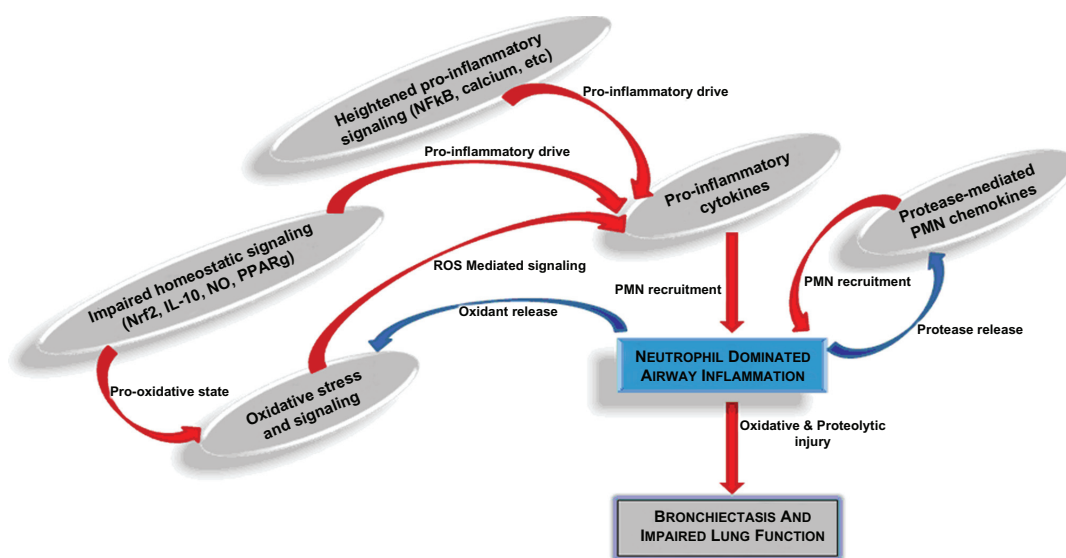 Heightened pro-inflammatory
signaling (NFkB, calcium, etc)
Pro-inflammatory drive
Pro-inflammatory drive
Pro-inflammatory
cytokines
Protease-mediated
PMN chemokines
Impaired homeostatic signaling
(Nrf2, IL-10, NO, PPARg)
ROS Mediated signaling
PMN recruitment
PMN recruitment
Oxidant release
Protease release
NEUTROPHIL DOMINATED
AIRWAY INFLAMMATION
Pro-oxidative state
Oxidative stress
and signaling
Oxidative & Proteolytic
injury
BRONCHIECTASIS AND
IMPAIRED LUNG FUNCTION